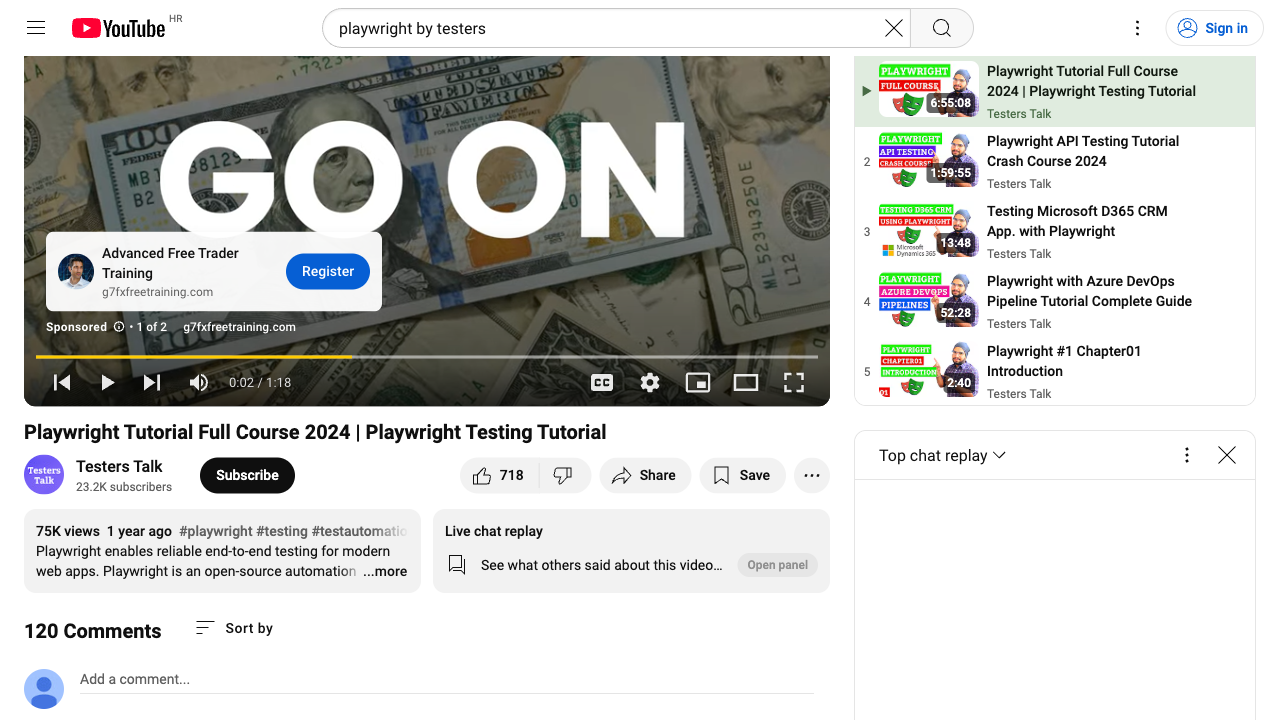 YouTube HR
playwright by testers
Sign in
GO ON
Advanced Free Trader
Training
g7fxfreetraining.com
Register
Sponsored • 1 of 2 g7fxfreetraining.com
0:02 / 1:18
CC
Playwright Tutorial Full Course 2024 | Playwright Testing Tutorial
Testers
Talk
Testers Talk
23.2K subscribers
Subscribe
718
Share
Save
75K views 1 year ago #playwright #testing #testautomatio
Playwright enables reliable end-to-end testing for modern
web apps. Playwright is an open-source automation ...more
Live chat replay
See what others said about this video...
Open panel
120 Comments
Sort by
Add a comment...
PLAYWRIGHT
FULL COURSE
6:55:08
Playwright Tutorial Full Course
2024 | Playwright Testing Tutorial
Testers Talk
2
PLAYWRIGHT
API TESTING
CRASH COURSE
1:59:55
Playwright API Testing Tutorial
Crash Course 2024
Testers Talk
3
TESTING D365 CRM
USING PLAYWRIGHT
Microsoft
Dynamics 365
13:48
Testing Microsoft D365 CRM
App. with Playwright
Testers Talk
4
PLAYWRIGHT
AZURE DEVOPS
PIPELINES
52:28
Playwright with Azure DevOps
Pipeline Tutorial Complete Guide
Testers Talk
5
PLAYWRIGHT
CHAPTER01
INTRODUCTION
01
2:40
Playwright #1 Chapter01
Introduction
Testers Talk
Top chat replay